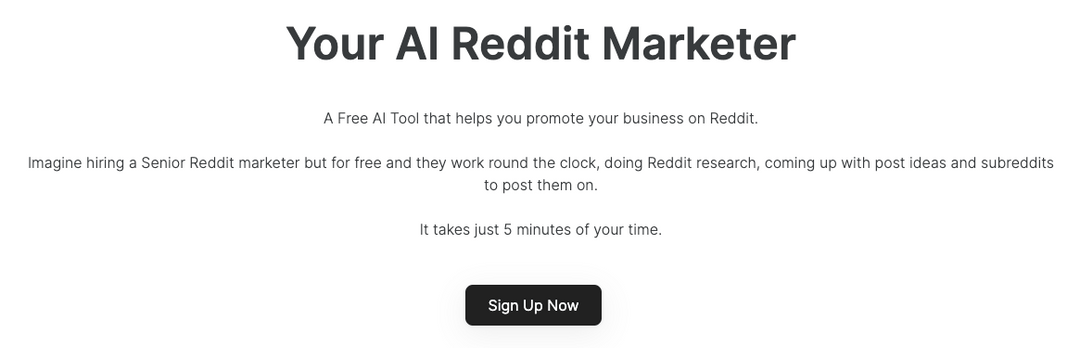 Your AI Reddit Marketer
A Free AI Tool that helps you promote your business on Reddit.
Imagine hiring a Senior Reddit marketer but for free and they work round the clock, doing Reddit research, coming up with post ideas and subreddits
to post them on.
It takes just 5 minutes of your time.
Sign Up Now